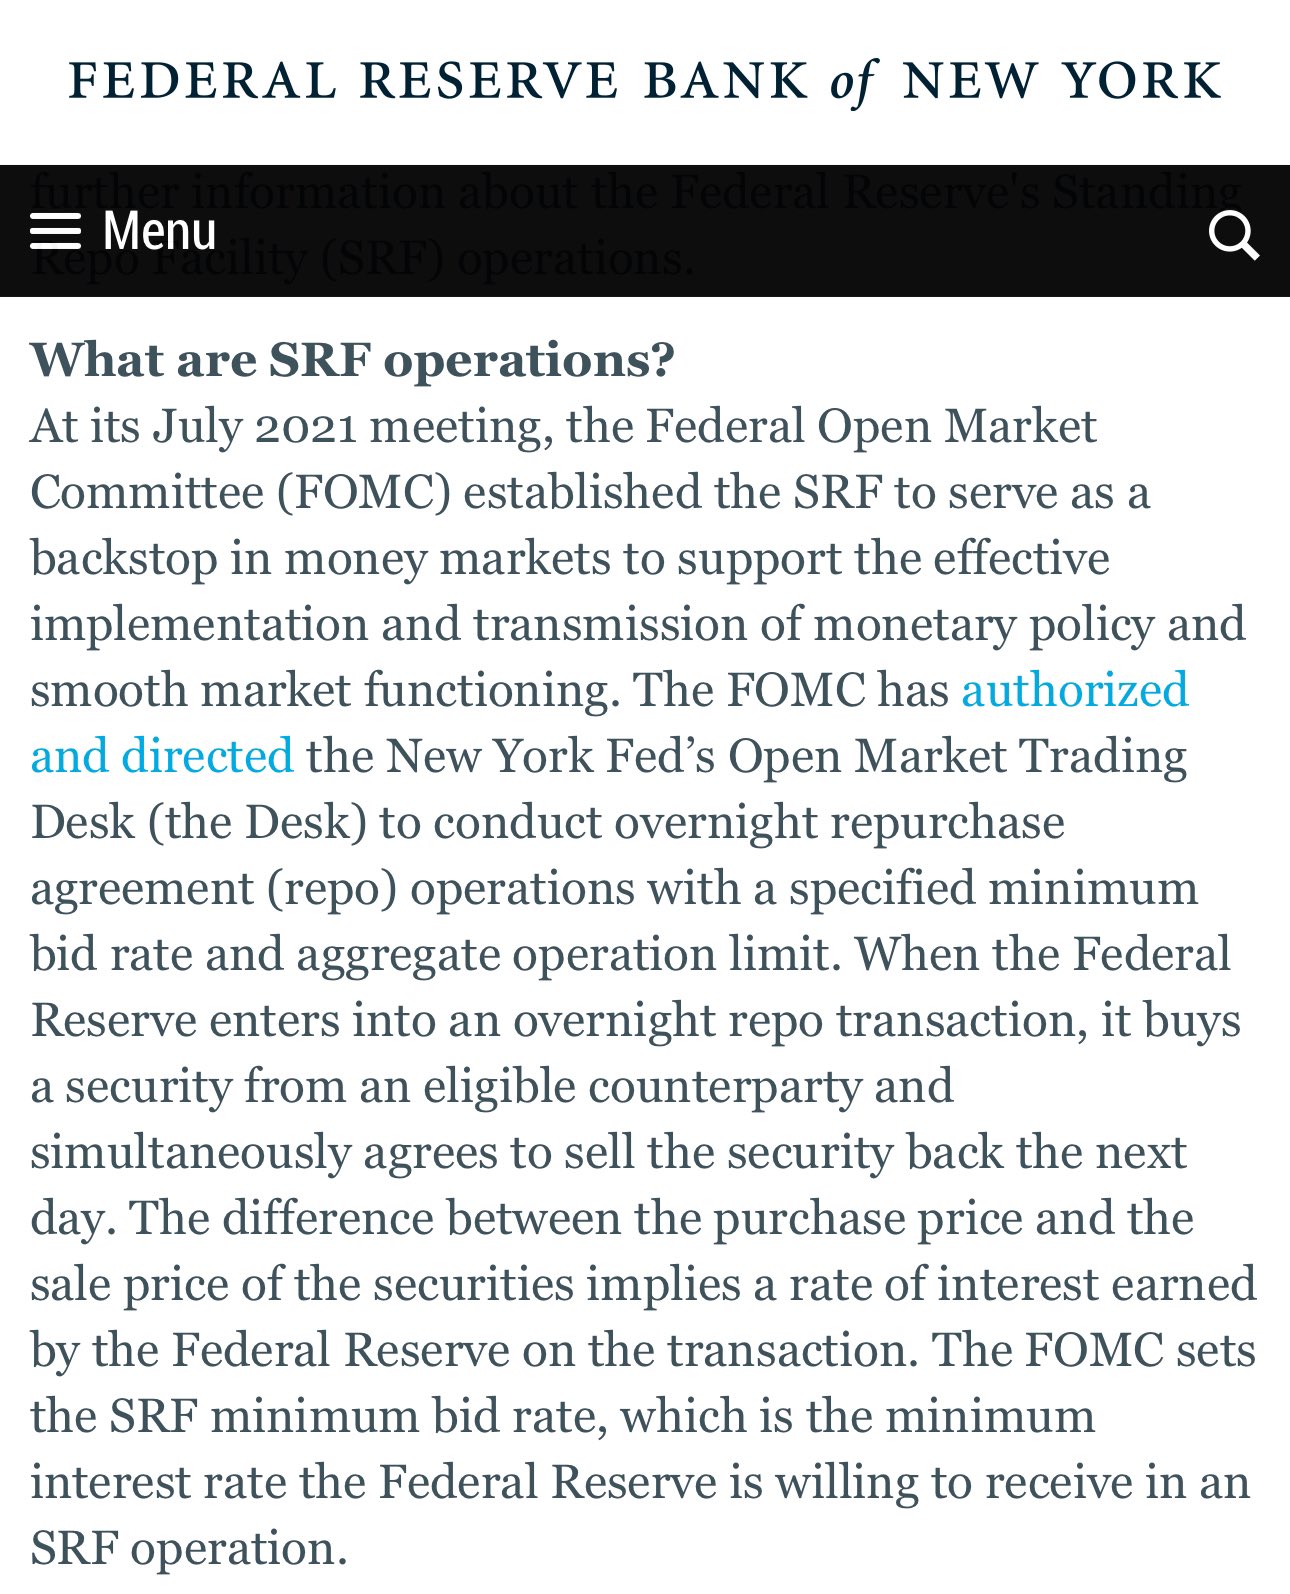 FEDERAL RESERVE BANK of NEW YORK
further information about the Federal Reserve's Standing
Menu
Repo Facility (SRF) operations.
What are SRF operations?
At its July 2021 meeting, the Federal Open Market
Committee (FOMC) established the SRF to serve as a
backstop in money markets to support the effective
implementation and transmission of monetary policy and
smooth market functioning. The FOMC has authorized
and directed the New York Fed’s Open Market Trading
Desk (the Desk) to conduct overnight repurchase
agreement (repo) operations with a specified minimum
bid rate and aggregate operation limit. When the Federal
Reserve enters into an overnight repo transaction, it buys
a security from an eligible counterparty and
simultaneously agrees to sell the security back the next
day. The difference between the purchase price and the
sale price of the securities implies a rate of interest earned
by the Federal Reserve on the transaction. The FOMC sets
the SRF minimum bid rate, which is the minimum
interest rate the Federal Reserve is willing to receive in an
SRF operation.